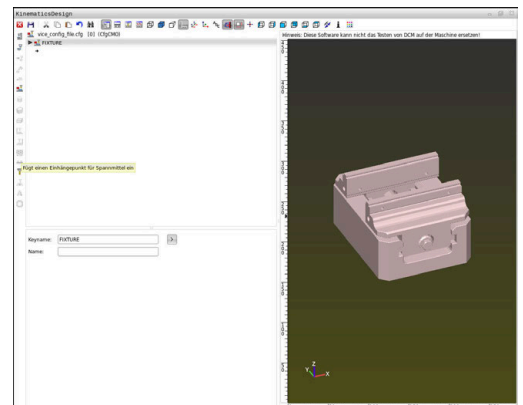 KinematicsDesign
vice_config_file.cfg [0] (CfgCMO)
FIXTURE
Hinweis: Diese Software kann nicht das Testen von DCM auf der Maschine ersetzen!
Fügt einen Einhängepunkt für Spannmittel ein
Keyname: FIXTURE >
Name:
Z
Y
X